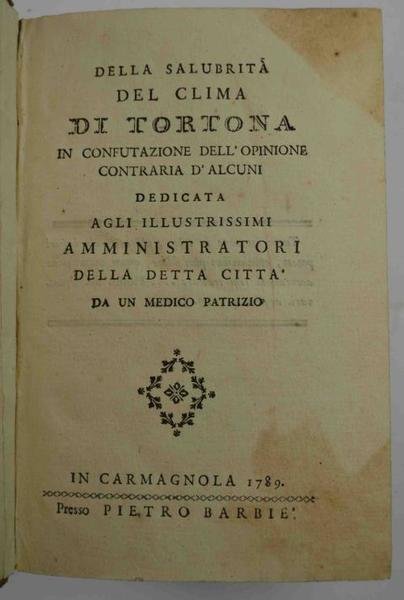 DELLA SALUBRITÂ
DEL CLIMA
DI TORTONA
IN CONFUTAZIONE DELL'OPINIONE
CONTRARIA D'ALCUNI
DEDICATA
AGLI ILLUSTRISSIMI
AMMINISTRATORI
DELLA DETTA CITTA'
DA UN MEDICO PATRIZIO
IN CARMAGNOLA 1789.
Presso PIETRO BARBIE'.